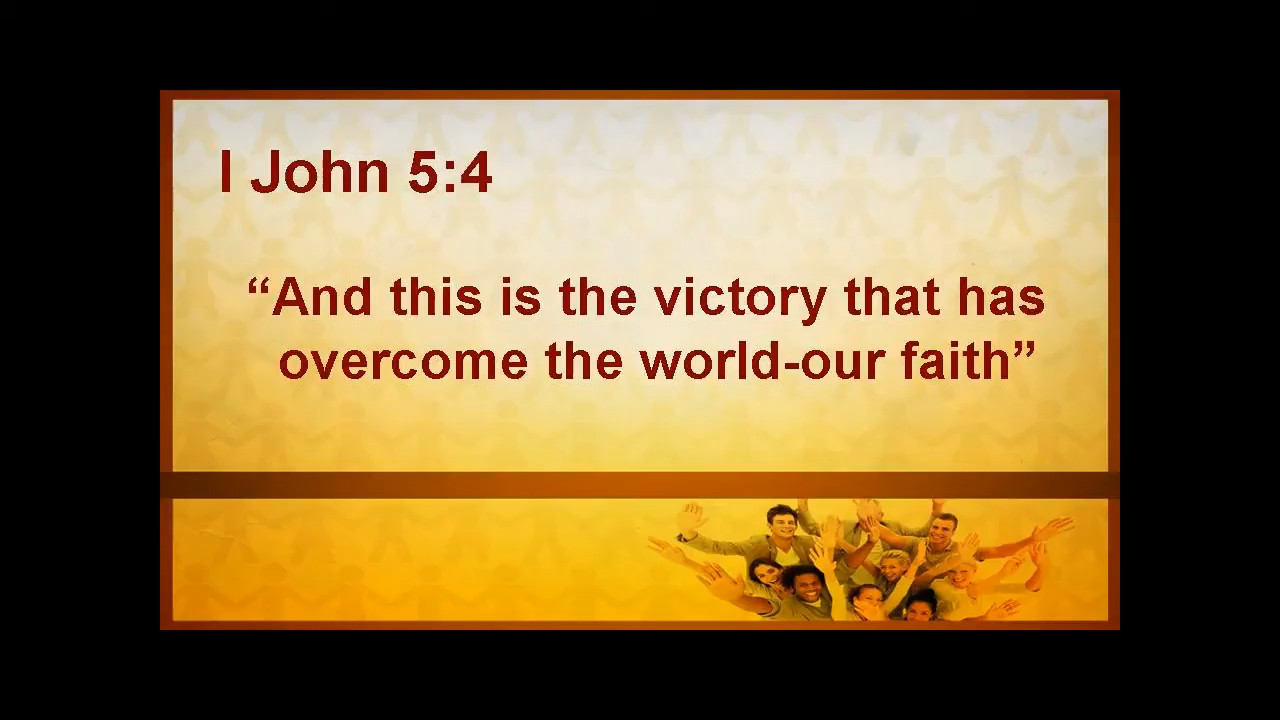 I John 5:4
“And this is the victory that has
overcome the world-our faith”